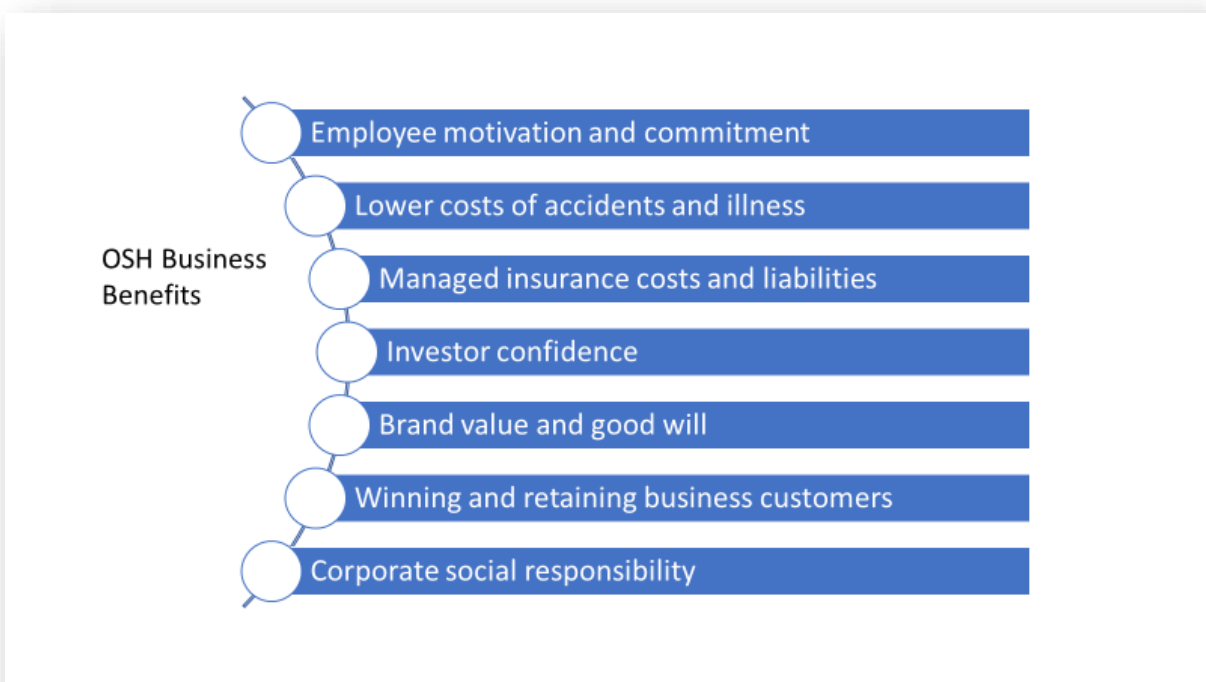 OSH Business
Benefits
Employee motivation and commitment
Lower costs of accidents and illness
Managed insurance costs and liabilities
Investor confidence
Brand value and good will
Winning and retaining business customers
Corporate social responsibility